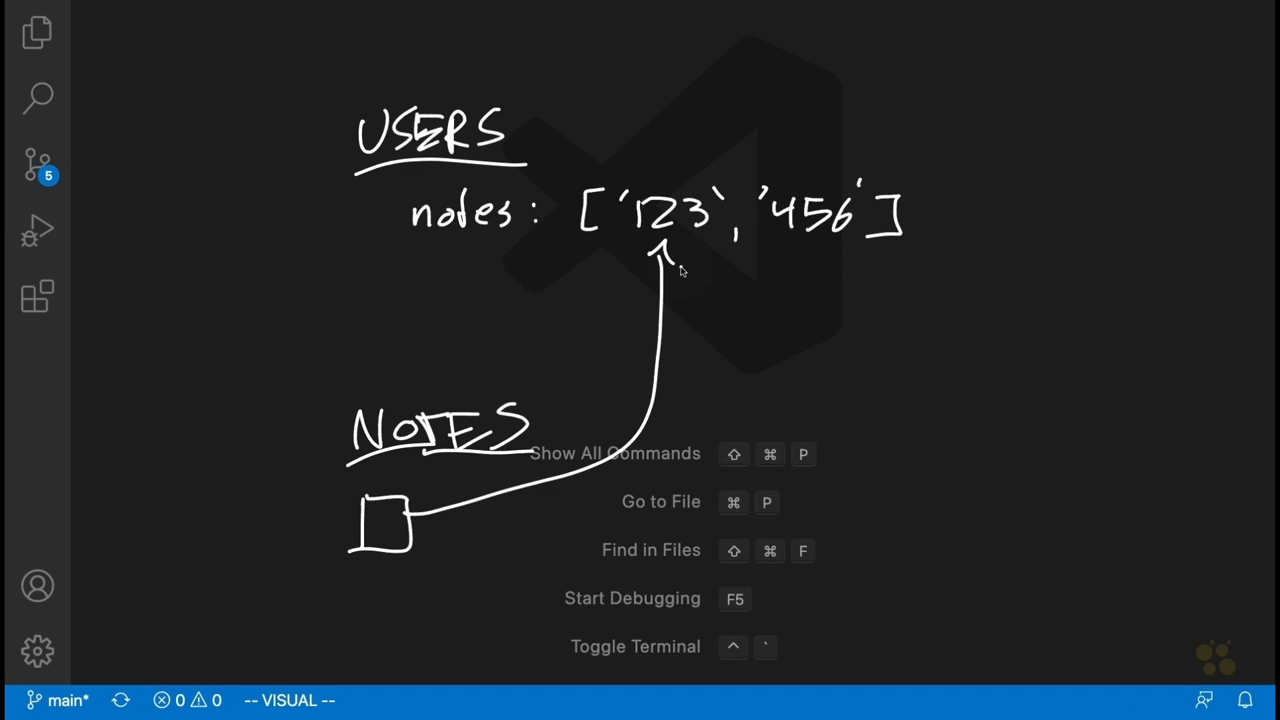 USERS
notes: ['123', '456']
NOTES
Show All Commands ⇧ ⌘ P
Go to File ⌘ P
Find in Files ⇧ ⌘ F
Start Debugging F5
Toggle Terminal ^ `
5
main* 0 0 -- VISUAL --